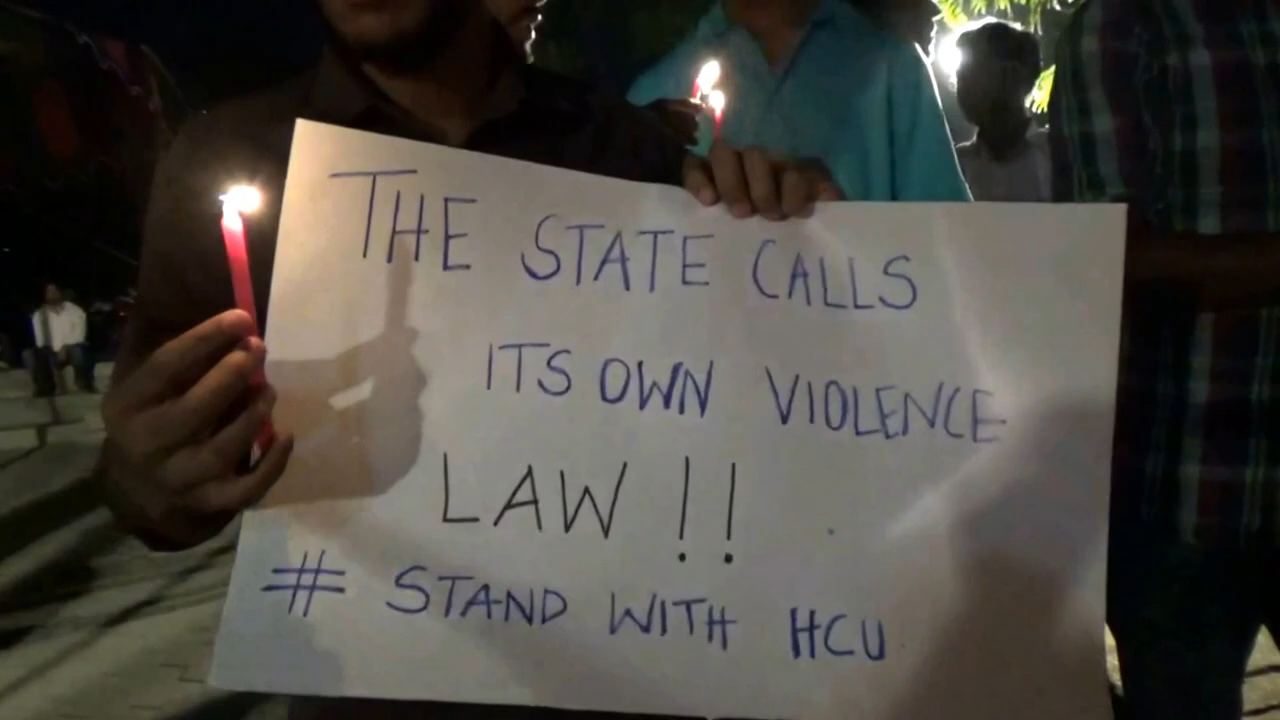 THE STATE CALLS
ITS OWN VIOLENCE
LAW !!
# STAND WITH HCU